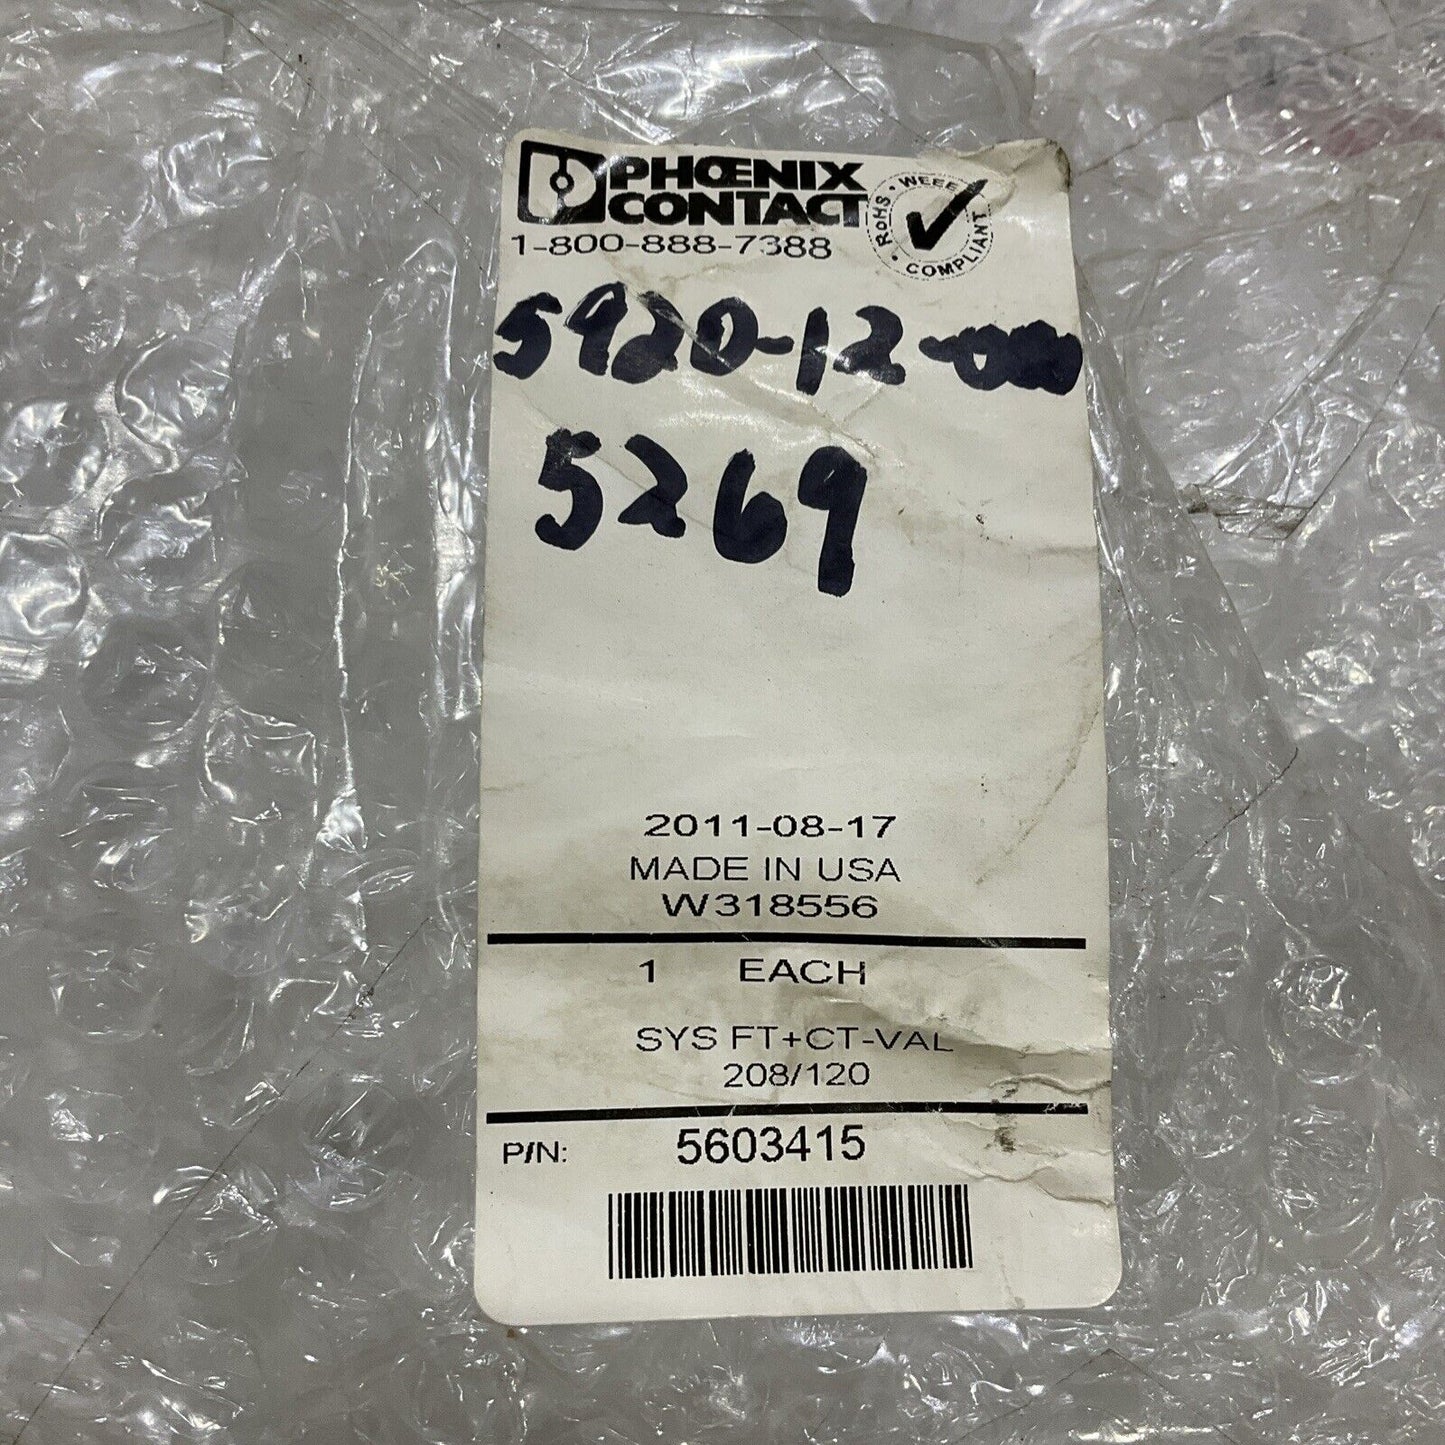 PHŒNIX
CONTACT
WEEE
RoHS
COMPLIANT
1-800-888-7388
5920-12-
5269
2011-08-17
MADE IN USA
W318556
1 EACH
SYS FT+CT-VAL
208/120
P/N: 5603415